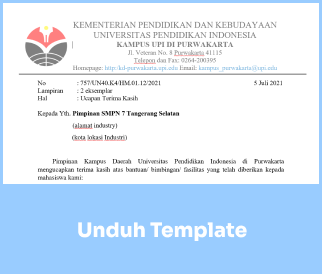 KEMENTERIAN PENDIDIKAN DAN KEBUDAYAAN
UNIVERSITAS PENDIDIKAN INDONESIA
KAMPUS UPI DI PURWAKARTA
Jl. Veteran No. 8 Purwakarta 41115
Telepon dan Fax: 0264-200395
Homepage: http:kd-purwakarta.upi.edu Email: kampus_purwakarta@upi.edu
No : 757/UN40.K4/HM.01.12/2021 5 Juli 2021
Lampiran : 2 eksemplar
Hal : Ucapan Terima Kasih
Kepada Yth. Pimpinan SMPN 7 Tangerang Selatan
(alamat industry)
(kota lokasi Industri)
Pimpinan Kampus Daerah Universitas Pendidikan Indonesia di Purwakarta
mengucapkan terima kasih atas bantuan/ bimbingan/ fasilitas yang telah diberikan kepada
mahasiswa kami:
Unduh Template